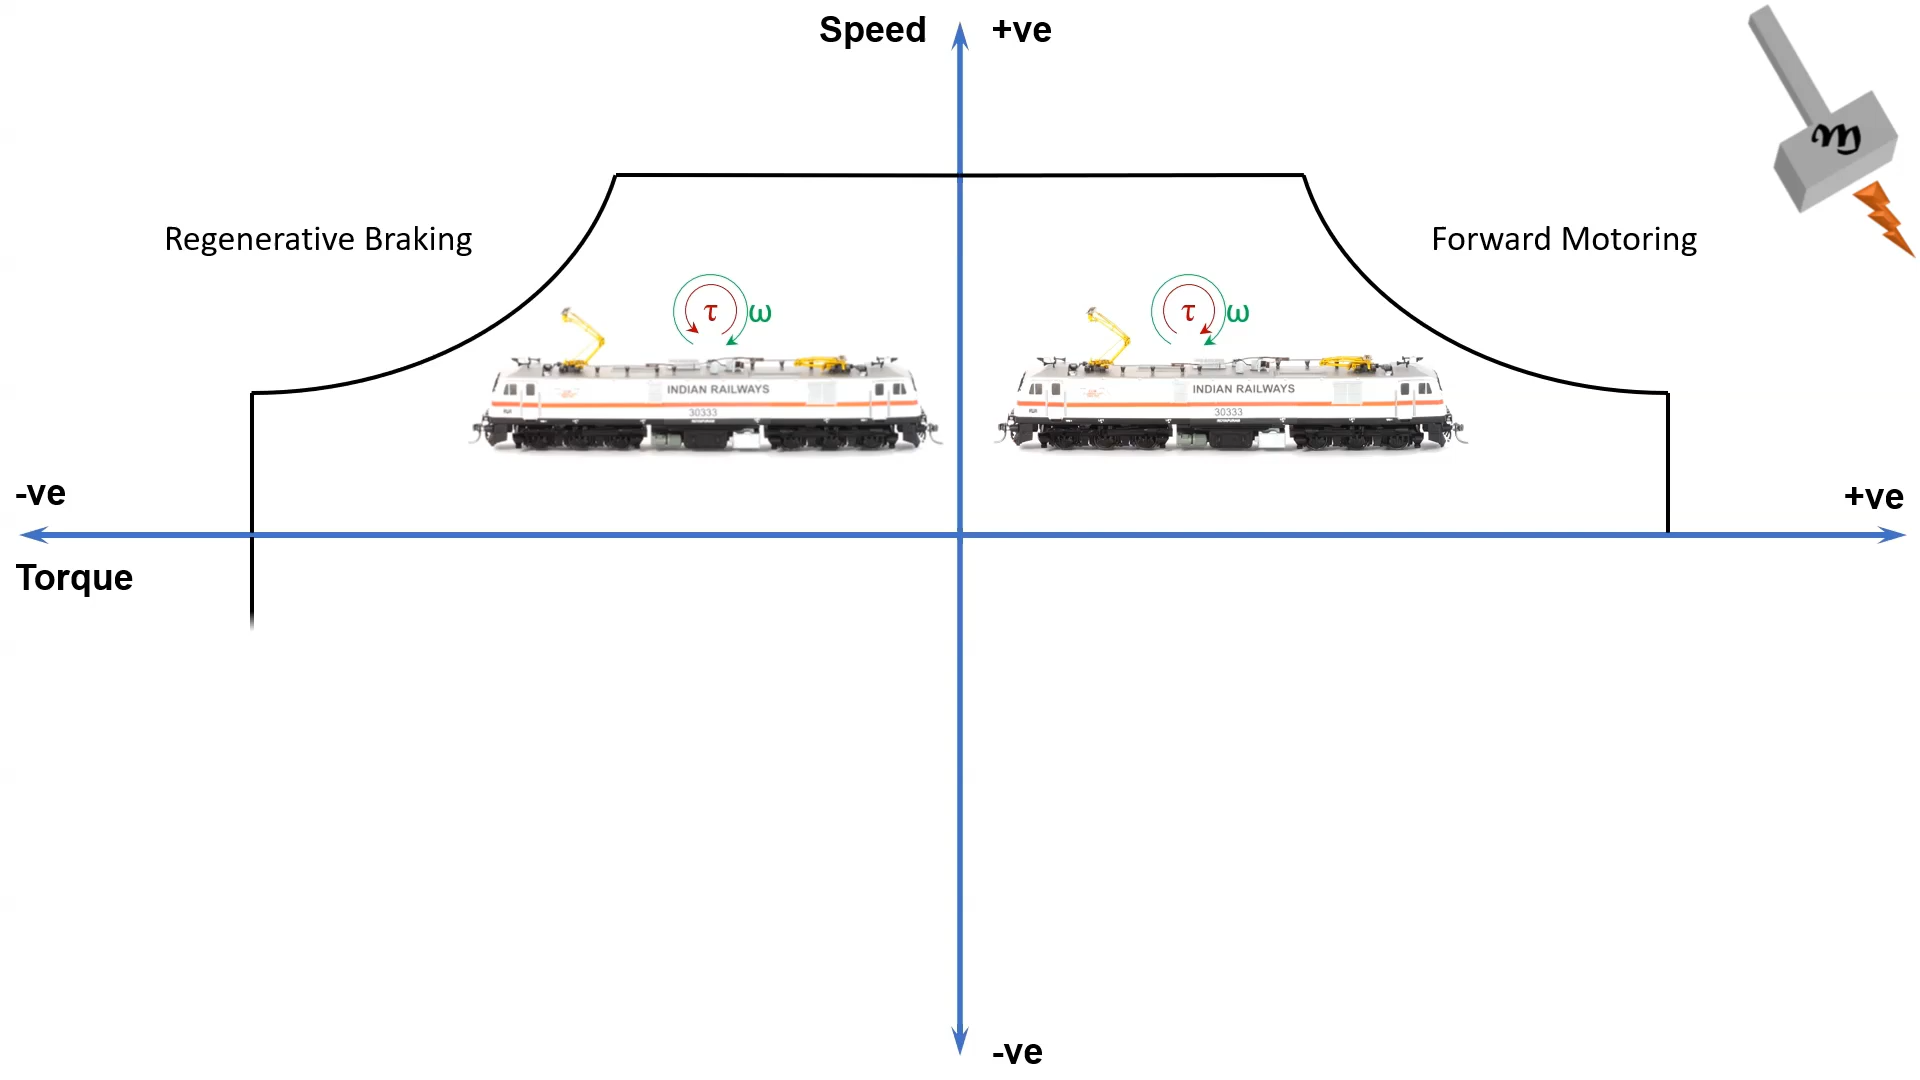 Speed
+ve
Regenerative Braking
Forward Motoring
τ
ω
τ
ω
INDIAN RAILWAYS
30333
INDIAN RAILWAYS
30333
-ve
+ve
Torque
-ve